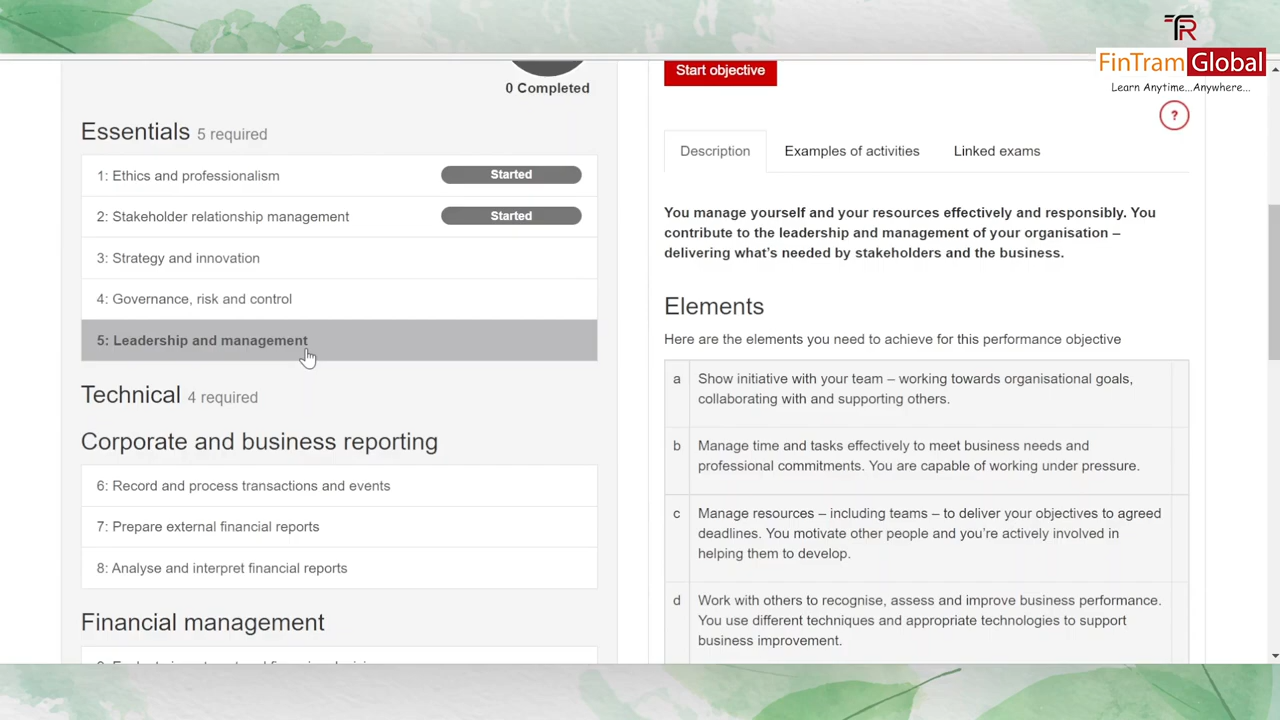 TR
FinTram Global
Learn Anytime...Anywhere...
0 Completed
Essentials 5 required
1: Ethics and professionalism Started
2: Stakeholder relationship management Started
3: Strategy and innovation
4: Governance, risk and control
5: Leadership and management
Technical 4 required
Corporate and business reporting
6: Record and process transactions and events
7: Prepare external financial reports
8: Analyse and interpret financial reports
Financial management
Start objective
?
Description Examples of activities Linked exams
You manage yourself and your resources effectively and responsibly. You
contribute to the leadership and management of your organisation –
delivering what's needed by stakeholders and the business.
Elements
Here are the elements you need to achieve for this performance objective
a Show initiative with your team – working towards organisational goals,
collaborating with and supporting others.
b Manage time and tasks effectively to meet business needs and
professional commitments. You are capable of working under pressure.
c Manage resources – including teams – to deliver your objectives to agreed
deadlines. You motivate other people and you're actively involved in
helping them to develop.
d Work with others to recognise, assess and improve business performance.
You use different techniques and appropriate technologies to support
business improvement.